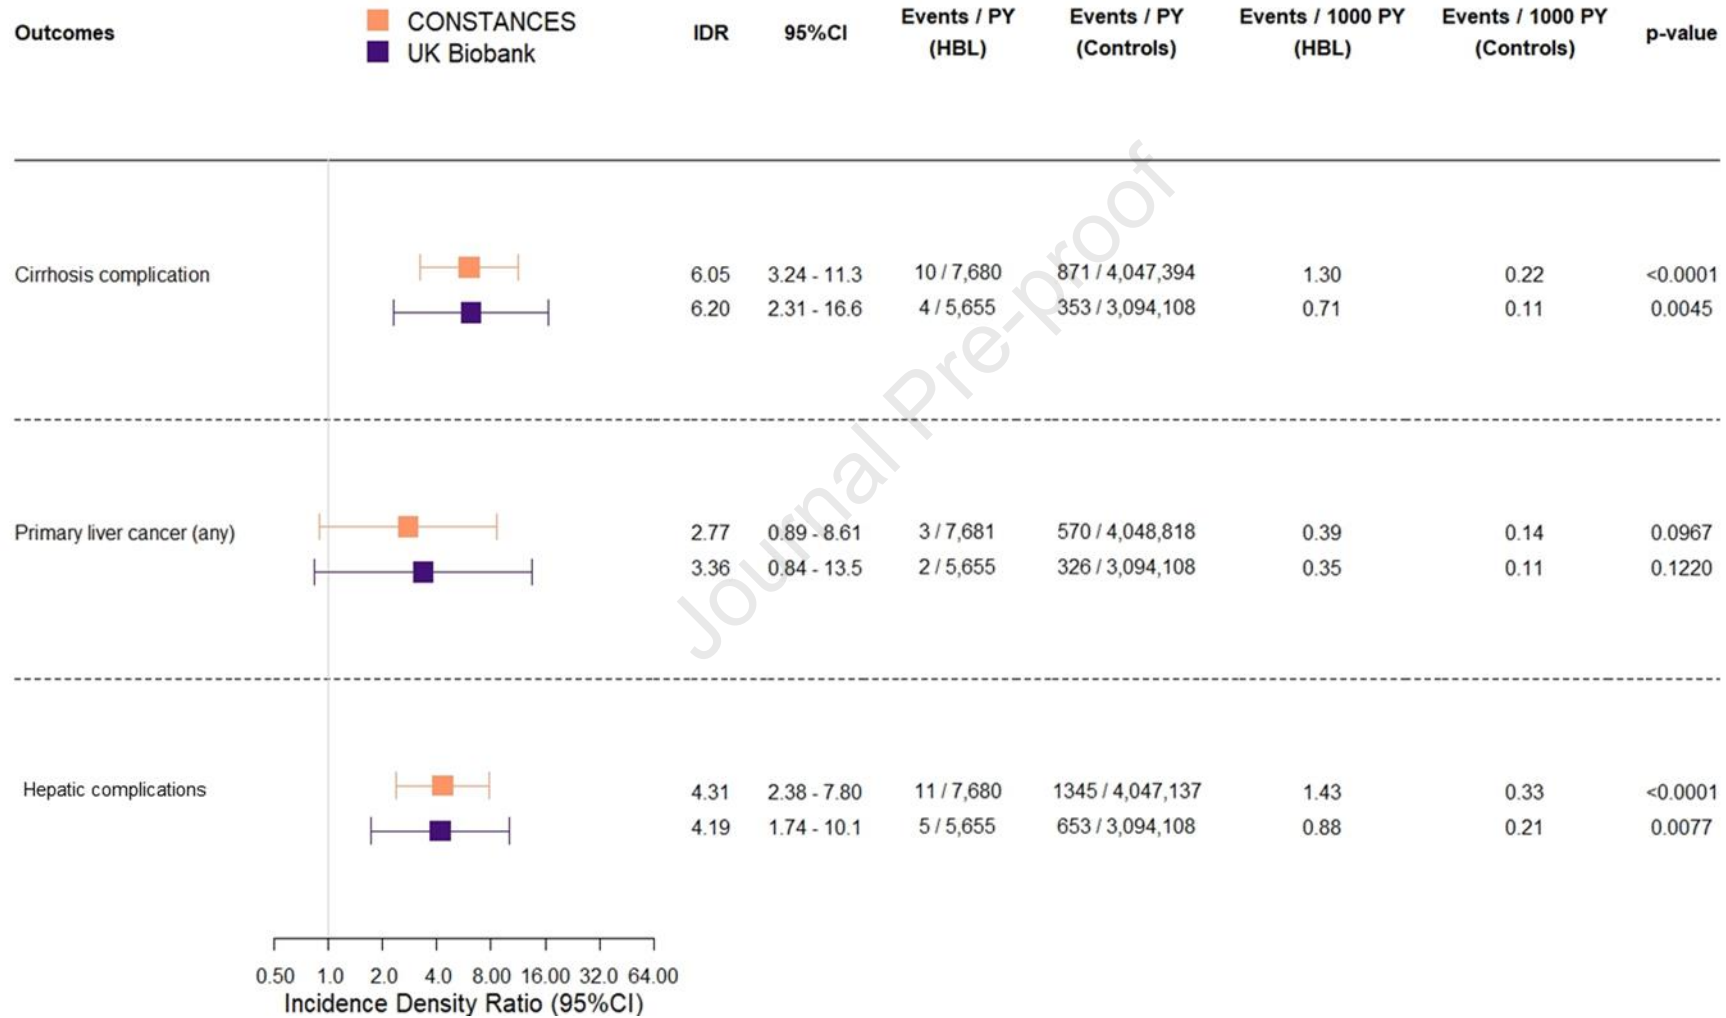 Outcomes
CONSTANCES
UK Biobank
IDR 95%CI Events / PY (HBL) Events / PY (Controls) Events / 1000 PY (HBL) Events / 1000 PY (Controls) p-value
Cirrhosis complication 6.05 3.24 - 11.3 10 / 7,680 871 / 4,047,394 1.30 0.22 <0.0001
6.20 2.31 - 16.6 4 / 5,655 353 / 3,094,108 0.71 0.11 0.0045
Primary liver cancer (any) 2.77 0.89 - 8.61 3 / 7,681 570 / 4,048,818 0.39 0.14 0.0967
3.36 0.84 - 13.5 2 / 5,655 326 / 3,094,108 0.35 0.11 0.1220
Hepatic complications 4.31 2.38 - 7.80 11 / 7,680 1345 / 4,047,137 1.43 0.33 <0.0001
4.19 1.74 - 10.1 5 / 5,655 653 / 3,094,108 0.88 0.21 0.0077
0.50 1.0 2.0 4.0 8.00 16.00 32.0 64.00
Incidence Density Ratio (95%CI)
Journal Pre-proof